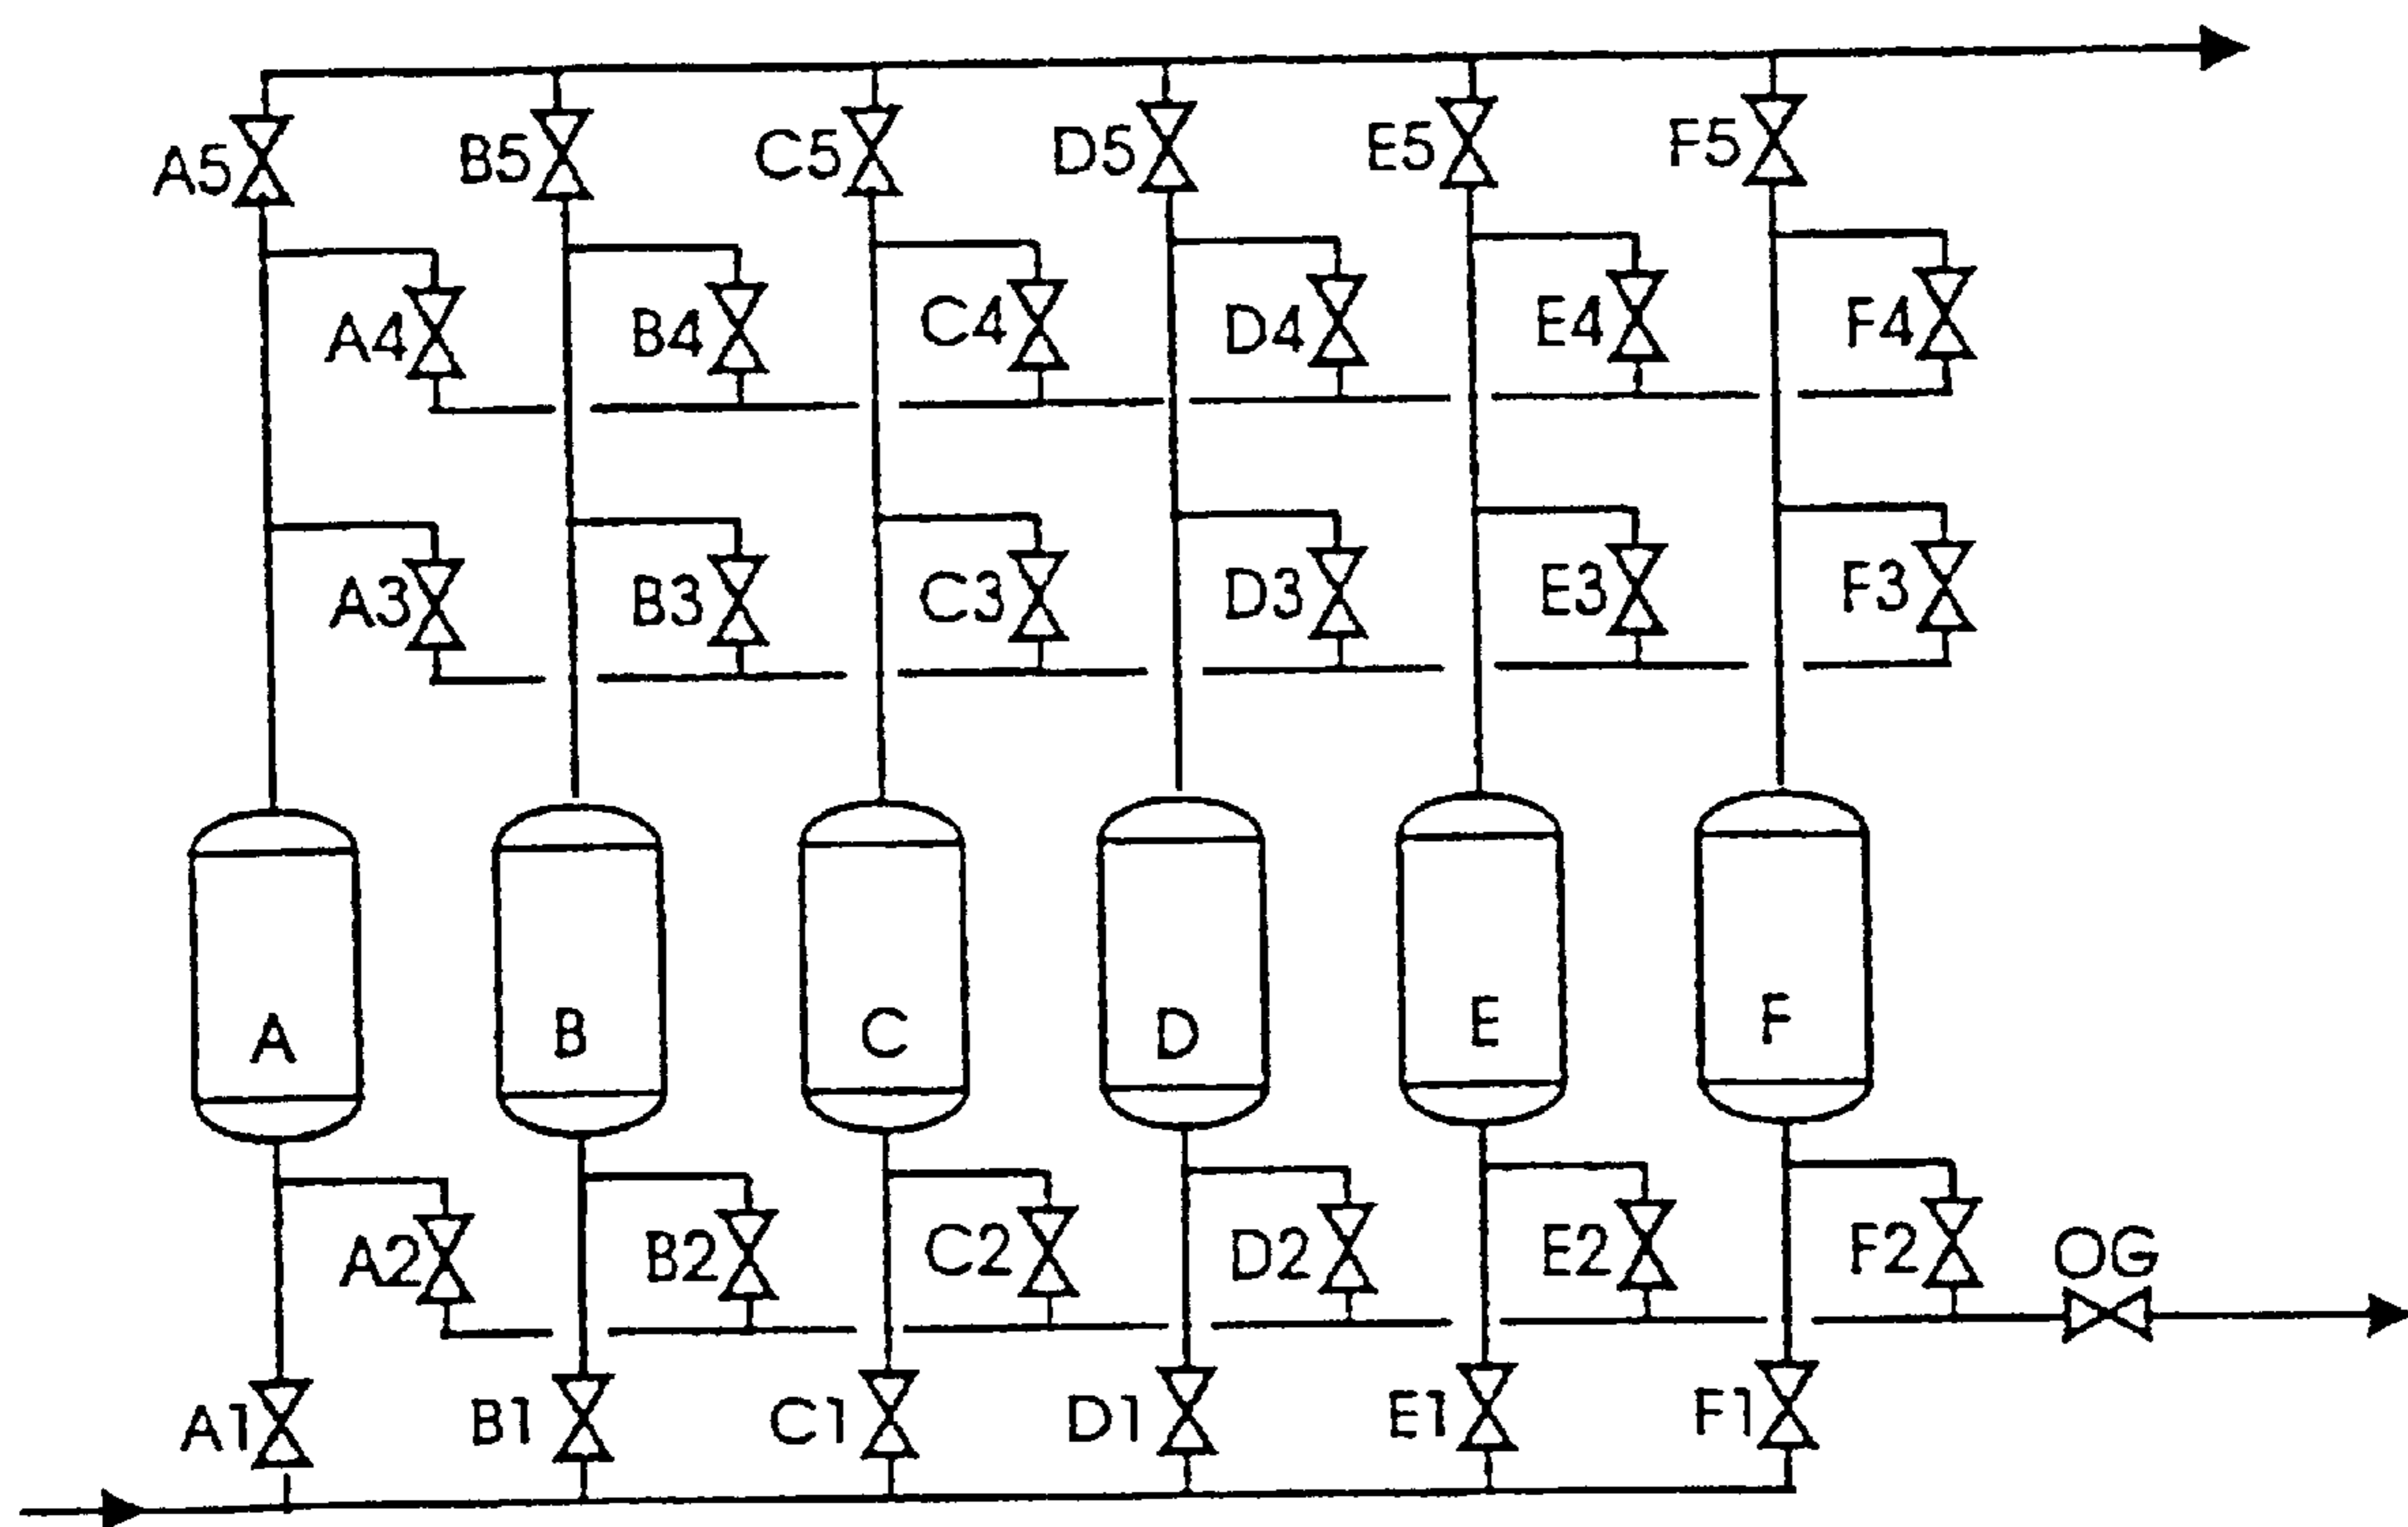 A5 B5 C5 D5 E5 F5
A4 B4 C4 D4 E4 F4
A3 B3 C3 D3 E3 F3
A B C D E F
A2 B2 C2 D2 E2 F2 OG
A1 B1 C1 D1 E1 F1